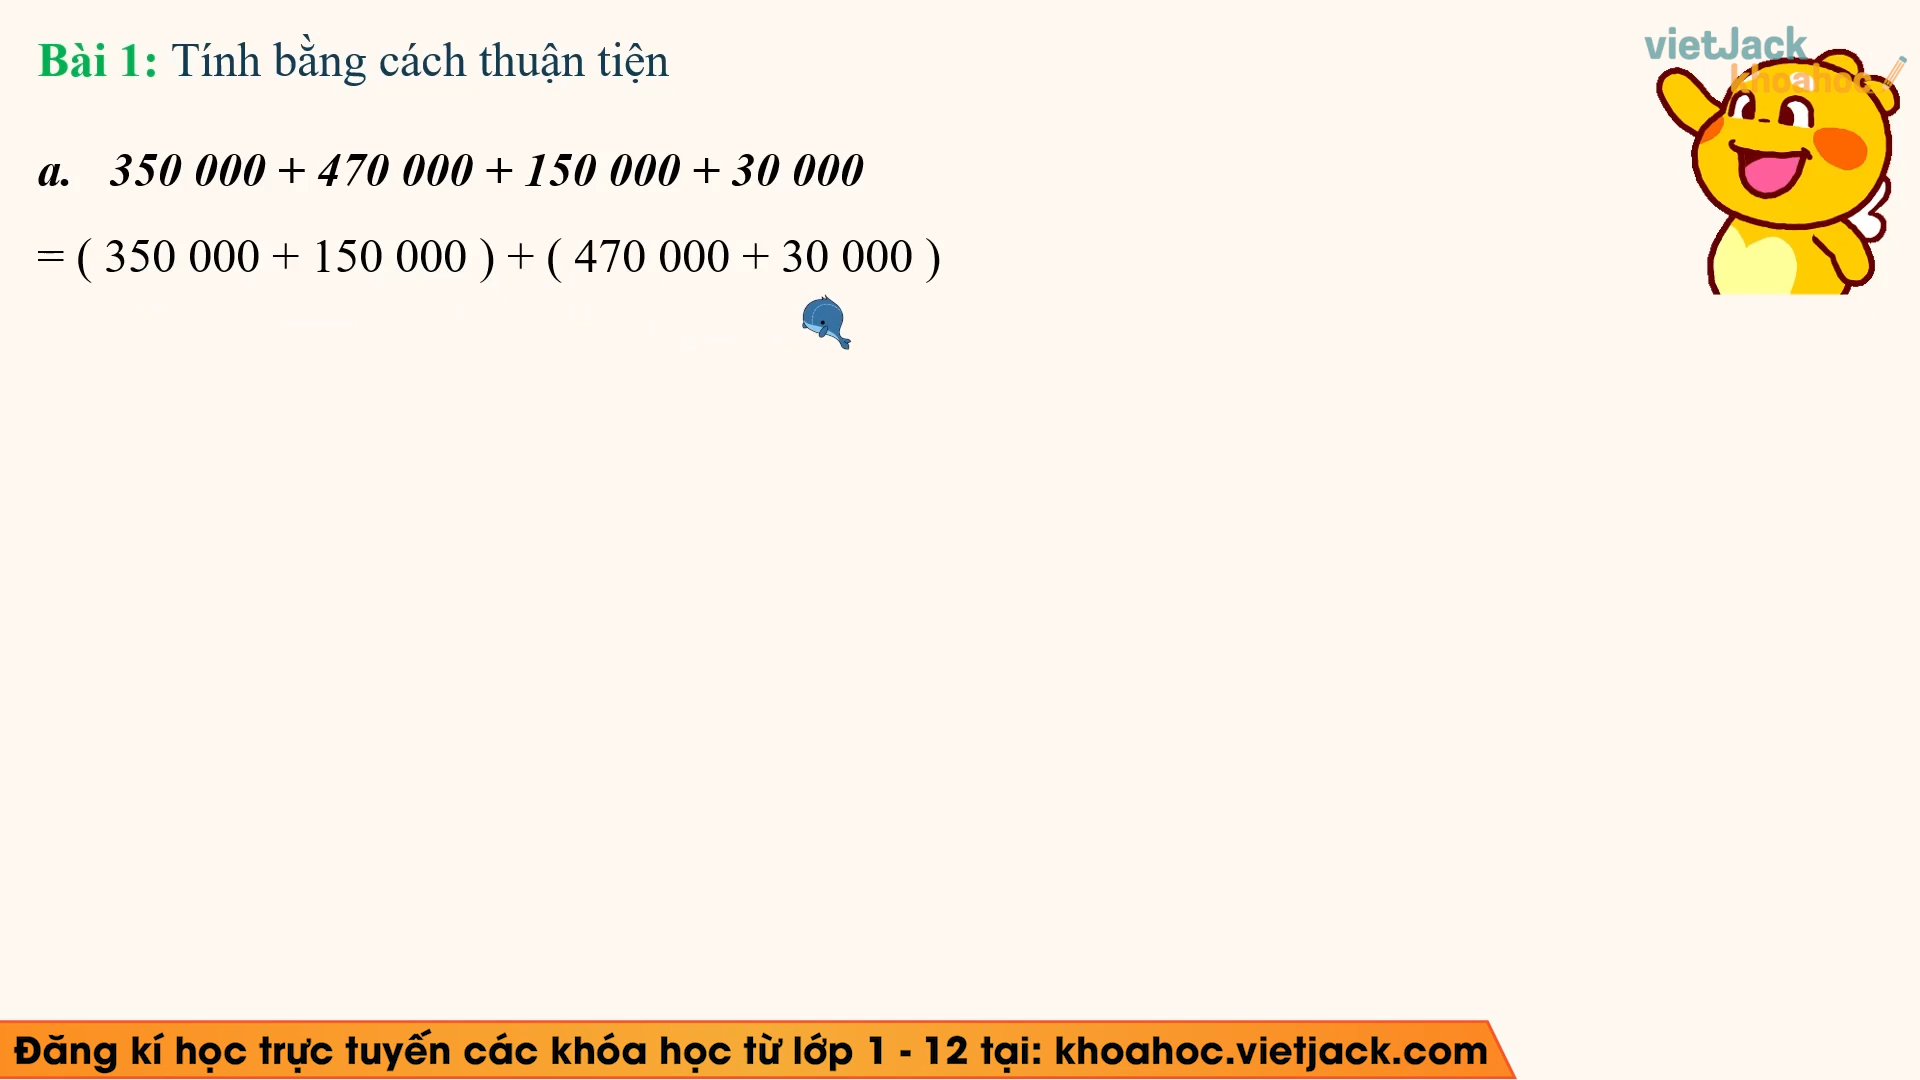 Bài 1: Tính bằng cách thuận tiện
vietJack
khoahoc
a. 350 000 + 470 000 + 150 000 + 30 000
= ( 350 000 + 150 000 ) + ( 470 000 + 30 000 )
Đăng kí học trực tuyến các khóa học từ lớp 1 - 12 tại: khoahoc.vietjack.com